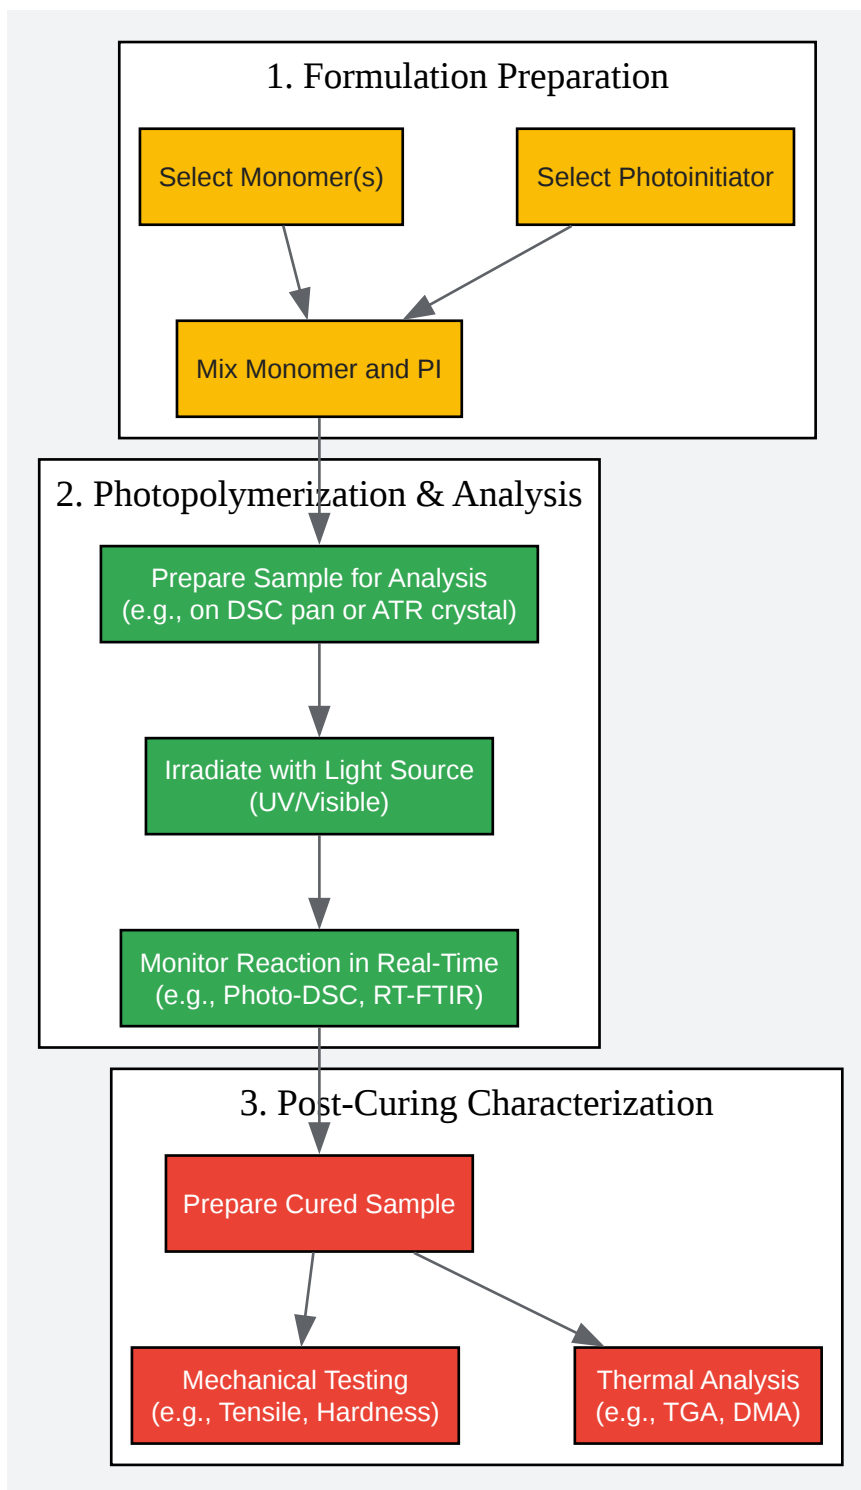 1. Formulation Preparation
Select Monomer(s)
Select Photoinitiator
Mix Monomer and PI
2. Photopolymerization & Analysis
Prepare Sample for Analysis
(e.g., on DSC pan or ATR crystal)
Irradiate with Light Source
(UV/Visible)
Monitor Reaction in Real-Time
(e.g., Photo-DSC, RT-FTIR)
3. Post-Curing Characterization
Prepare Cured Sample
Mechanical Testing
(e.g., Tensile, Hardness)
Thermal Analysis
(e.g., TGA, DMA)